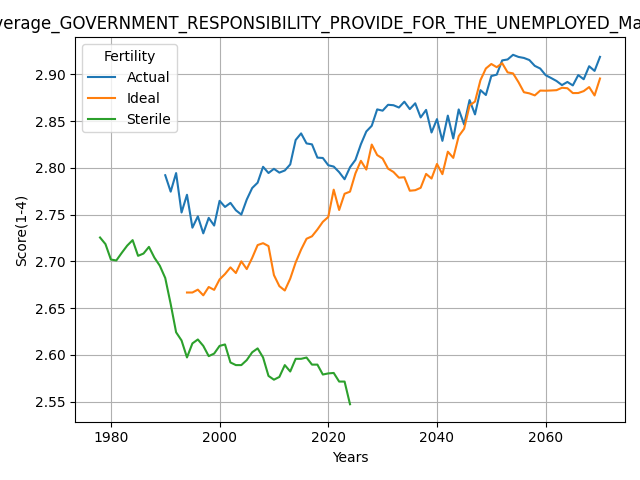 verage_GOVERNMENT_RESPONSIBILITY_PROVIDE_FOR_THE_UNEMPLOYED_Ma
Fertility
Actual
Ideal
Sterile
Score(1-4)
2.90
2.85
2.80
2.75
2.70
2.65
2.60
2.55
1980 2000 2020 2040 2060
Years